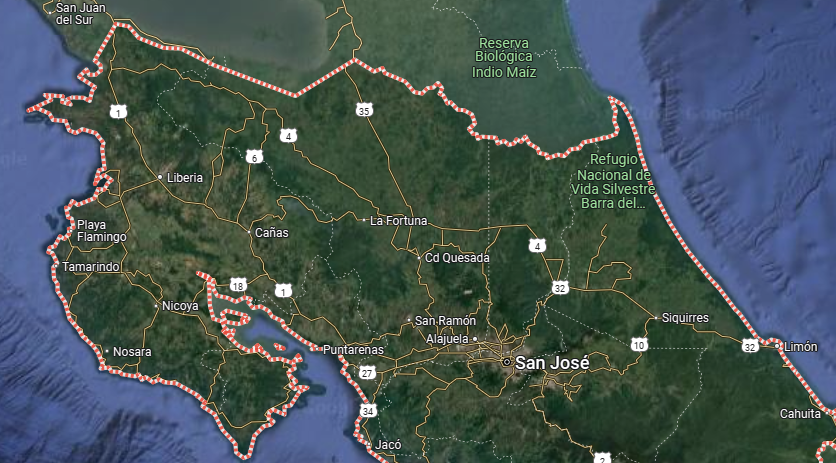 San Juan
del Sur
Reserva
Biológica
Indio Maíz
1
35
4
6
Refugio
Nacional de
Vida Silvestre
Barra del...
Liberia
La Fortuna
Playa
Flamingo
Cañas
4
Cd Quesada
Tamarindo
18
1
32
Nicoya
San Ramón
Siquirres
Alajuela
Nosara
Puntarenas
10
32
Limón
San José
27
34
Cahuita
Jacó
2